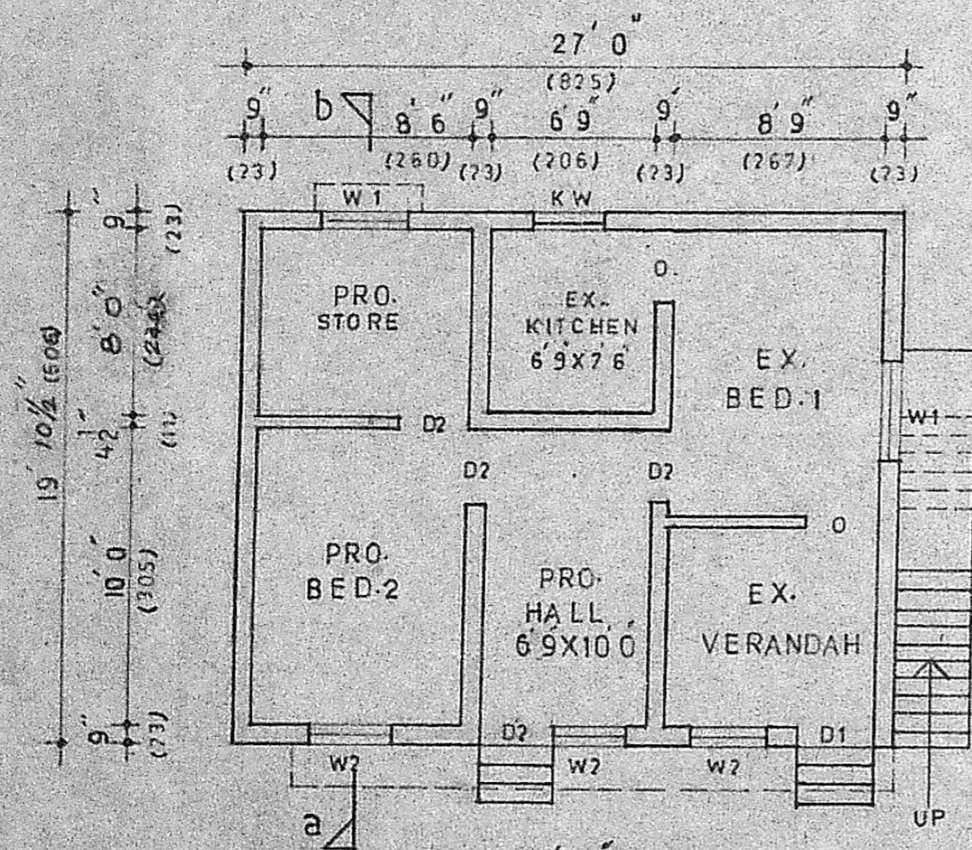 27' 0"
(825)
9" b 8' 6" 9" 6' 9" 9' 8' 9" 9"
(23) (260) (23) (206) (23) (267) (23)
W1 KW
9"
(23)
PRO.
STORE
EX.
KITCHEN
6' 9X7' 6
O.
EX.
BED.1
8' 0"
19' 10½" (606)
4½"
(11)
D2
W1
D2 D2
O
10' 0"
(305)
PRO.
BED.2
PRO.
HALL
6' 9X10' 0
EX.
VERANDAH
9"
(23)
D2 D1
W2 W2 W2
a
UP